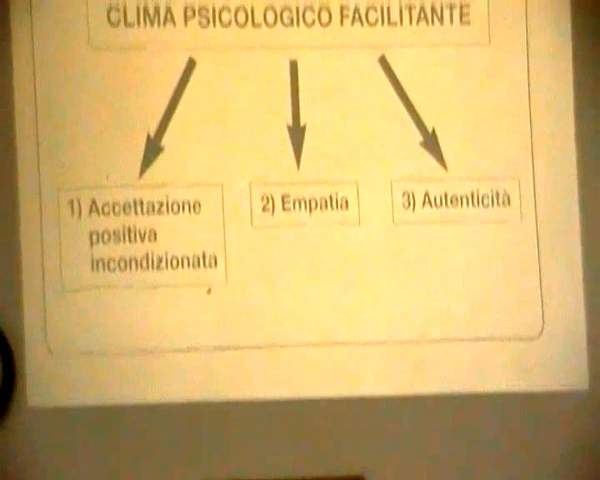 CLIMA PSICOLOGICO FACILITANTE
1) Accettazione
positiva
incondizionata
2) Empatia
3) Autenticità